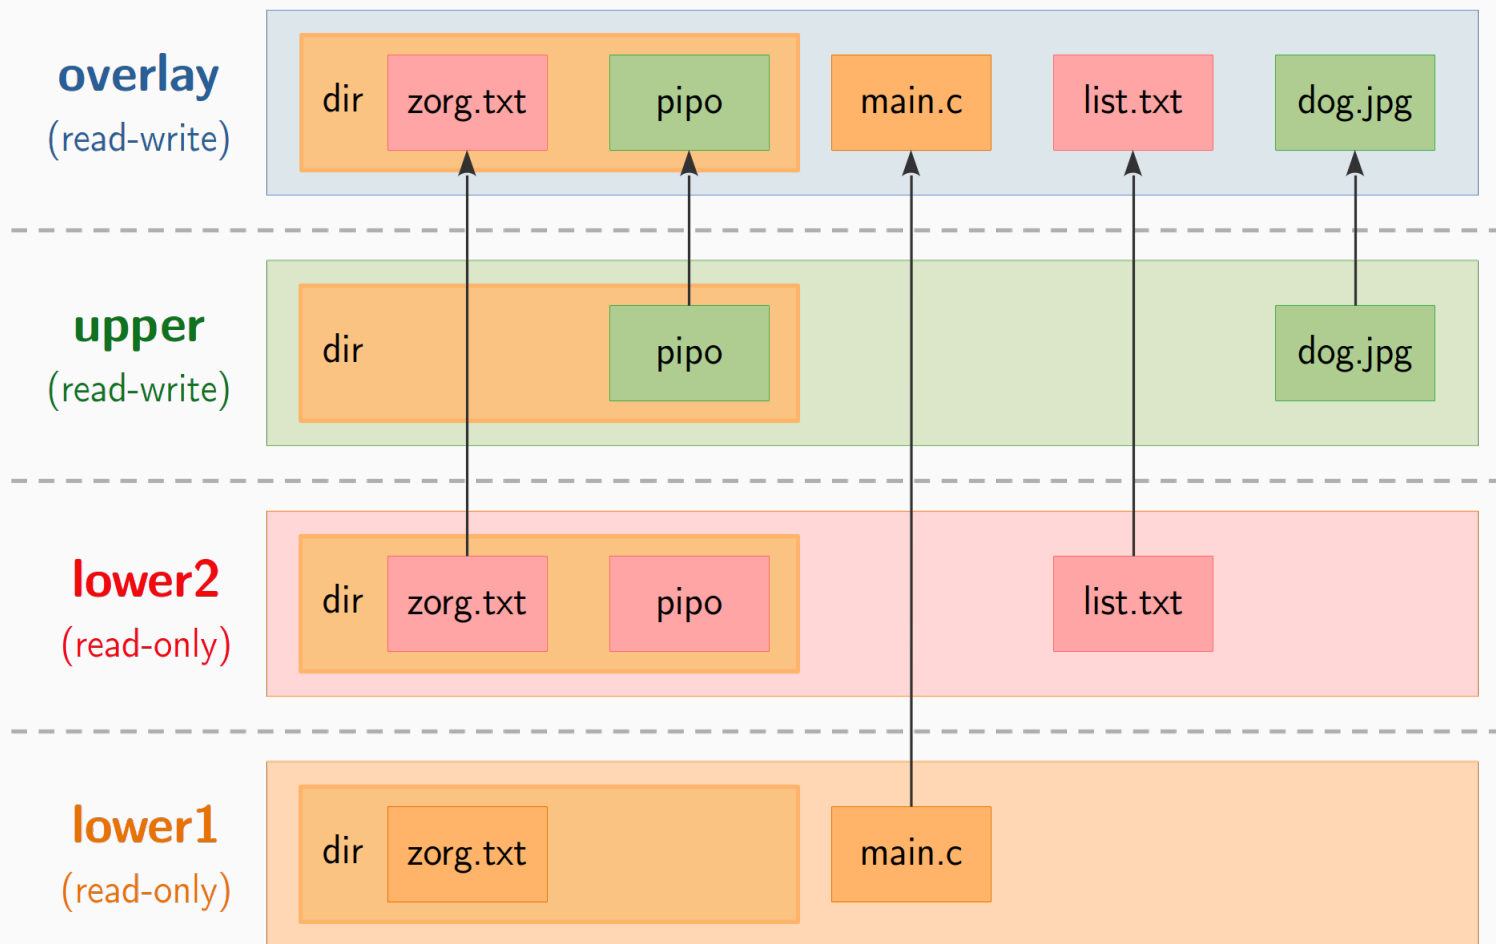 overlay
(read-write)
dir
zorg.txt
pipo
main.c
list.txt
dog.jpg
upper
(read-write)
dir
pipo
dog.jpg
lower2
(read-only)
dir
zorg.txt
pipo
list.txt
lower1
(read-only)
dir
zorg.txt
main.c